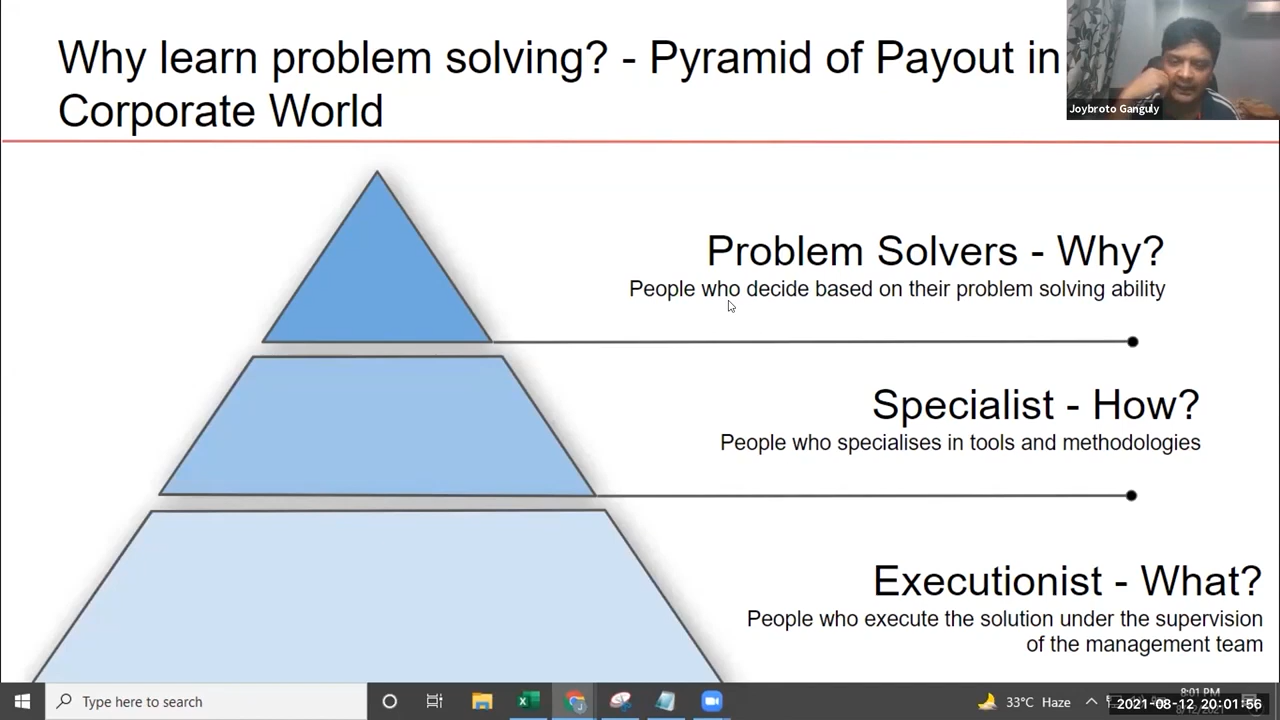 Why learn problem solving? - Pyramid of Payout in
Corporate World
Joybroto Ganguly
Problem Solvers - Why?
People who decide based on their problem solving ability
Specialist - How?
People who specialises in tools and methodologies
Executionist - What?
People who execute the solution under the supervision
of the management team
Type here to search
33°C Haze
8:01 PM
2021-08-12 20:01:56